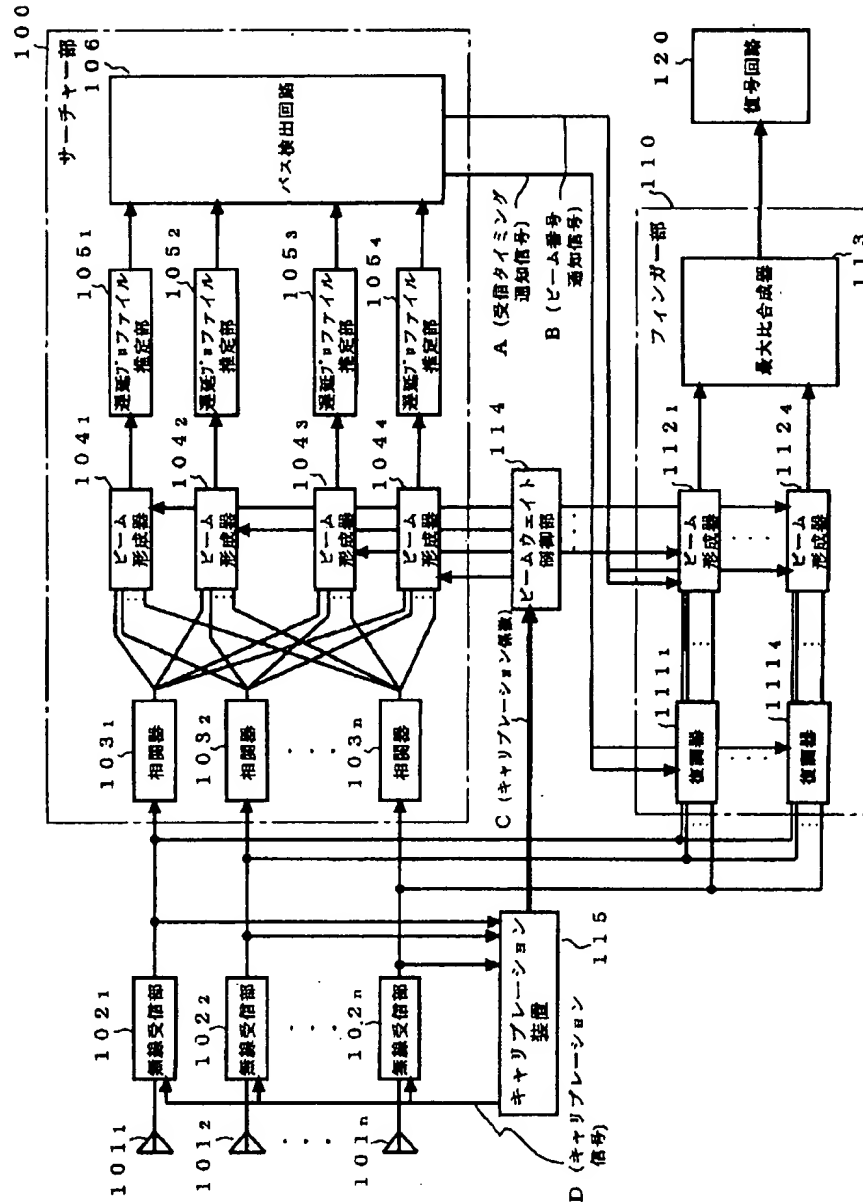 100
サーチャー部
106
パス検出回路
1051
遅延プロファイル
推定部
1052
遅延プロファイル
推定部
1053
遅延プロファイル
推定部
1054
遅延プロファイル
推定部
1041
ビーム
形成器
1042
ビーム
形成器
1043
ビーム
形成器
1044
ビーム
形成器
1031
相関器
1032
相関器
103n
相関器
1021
無線受信部
1022
無線受信部
102n
無線受信部
1011
1012
101n
A (受信タイミング
通知信号)
B (ビーム番号
通知信号)
114
ビームウェイト
制御部
C (キャリブレーション係数)
キャリブレーション
装置
115
D (キャリブレーション
信号)
120
復号回路
110
フィンガー部
最大比合成器
113
1121
ビーム
形成器
1124
ビーム
形成器
1111
復調器
1114
復調器